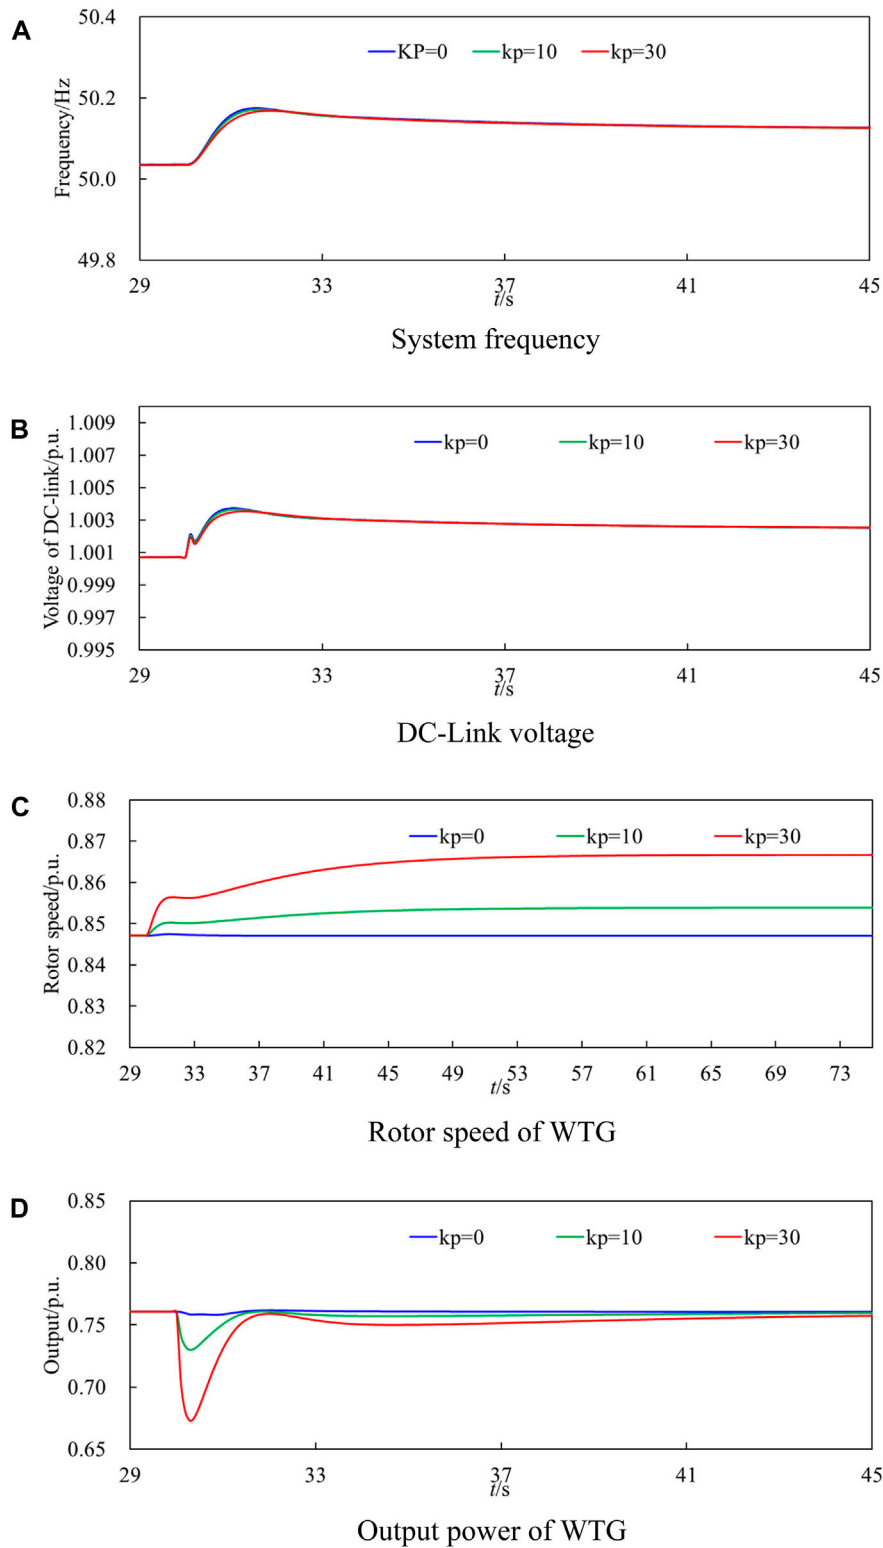 A
50.4
50.2
50.0
49.8
Frequency/Hz
KP=0 kp=10 kp=30
29 33 37 41 45
t/s
System frequency
B
1.009
1.007
1.005
1.003
1.001
0.999
0.997
0.995
Voltage of DC-link/p.u.
kp=0 kp=10 kp=30
29 33 37 41 45
t/s
DC-Link voltage
C
0.88
0.87
0.86
0.85
0.84
0.83
0.82
Rotor speed/p.u.
kp=0 kp=10 kp=30
29 33 37 41 45 49 53 57 61 65 69 73
t/s
Rotor speed of WTG
D
0.85
0.80
0.75
0.70
0.65
Output/p.u.
kp=0 kp=10 kp=30
29 33 37 41 45
t/s
Output power of WTG